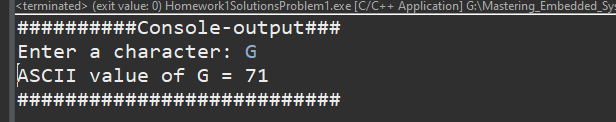 <terminated> (exit value: 0) Homework1SolutionsProblem1.exe [C/C++ Application] G:\Mastering_Embedded_Sy
##########Console-output###
Enter a character: G
ASCII value of G = 71
###########################